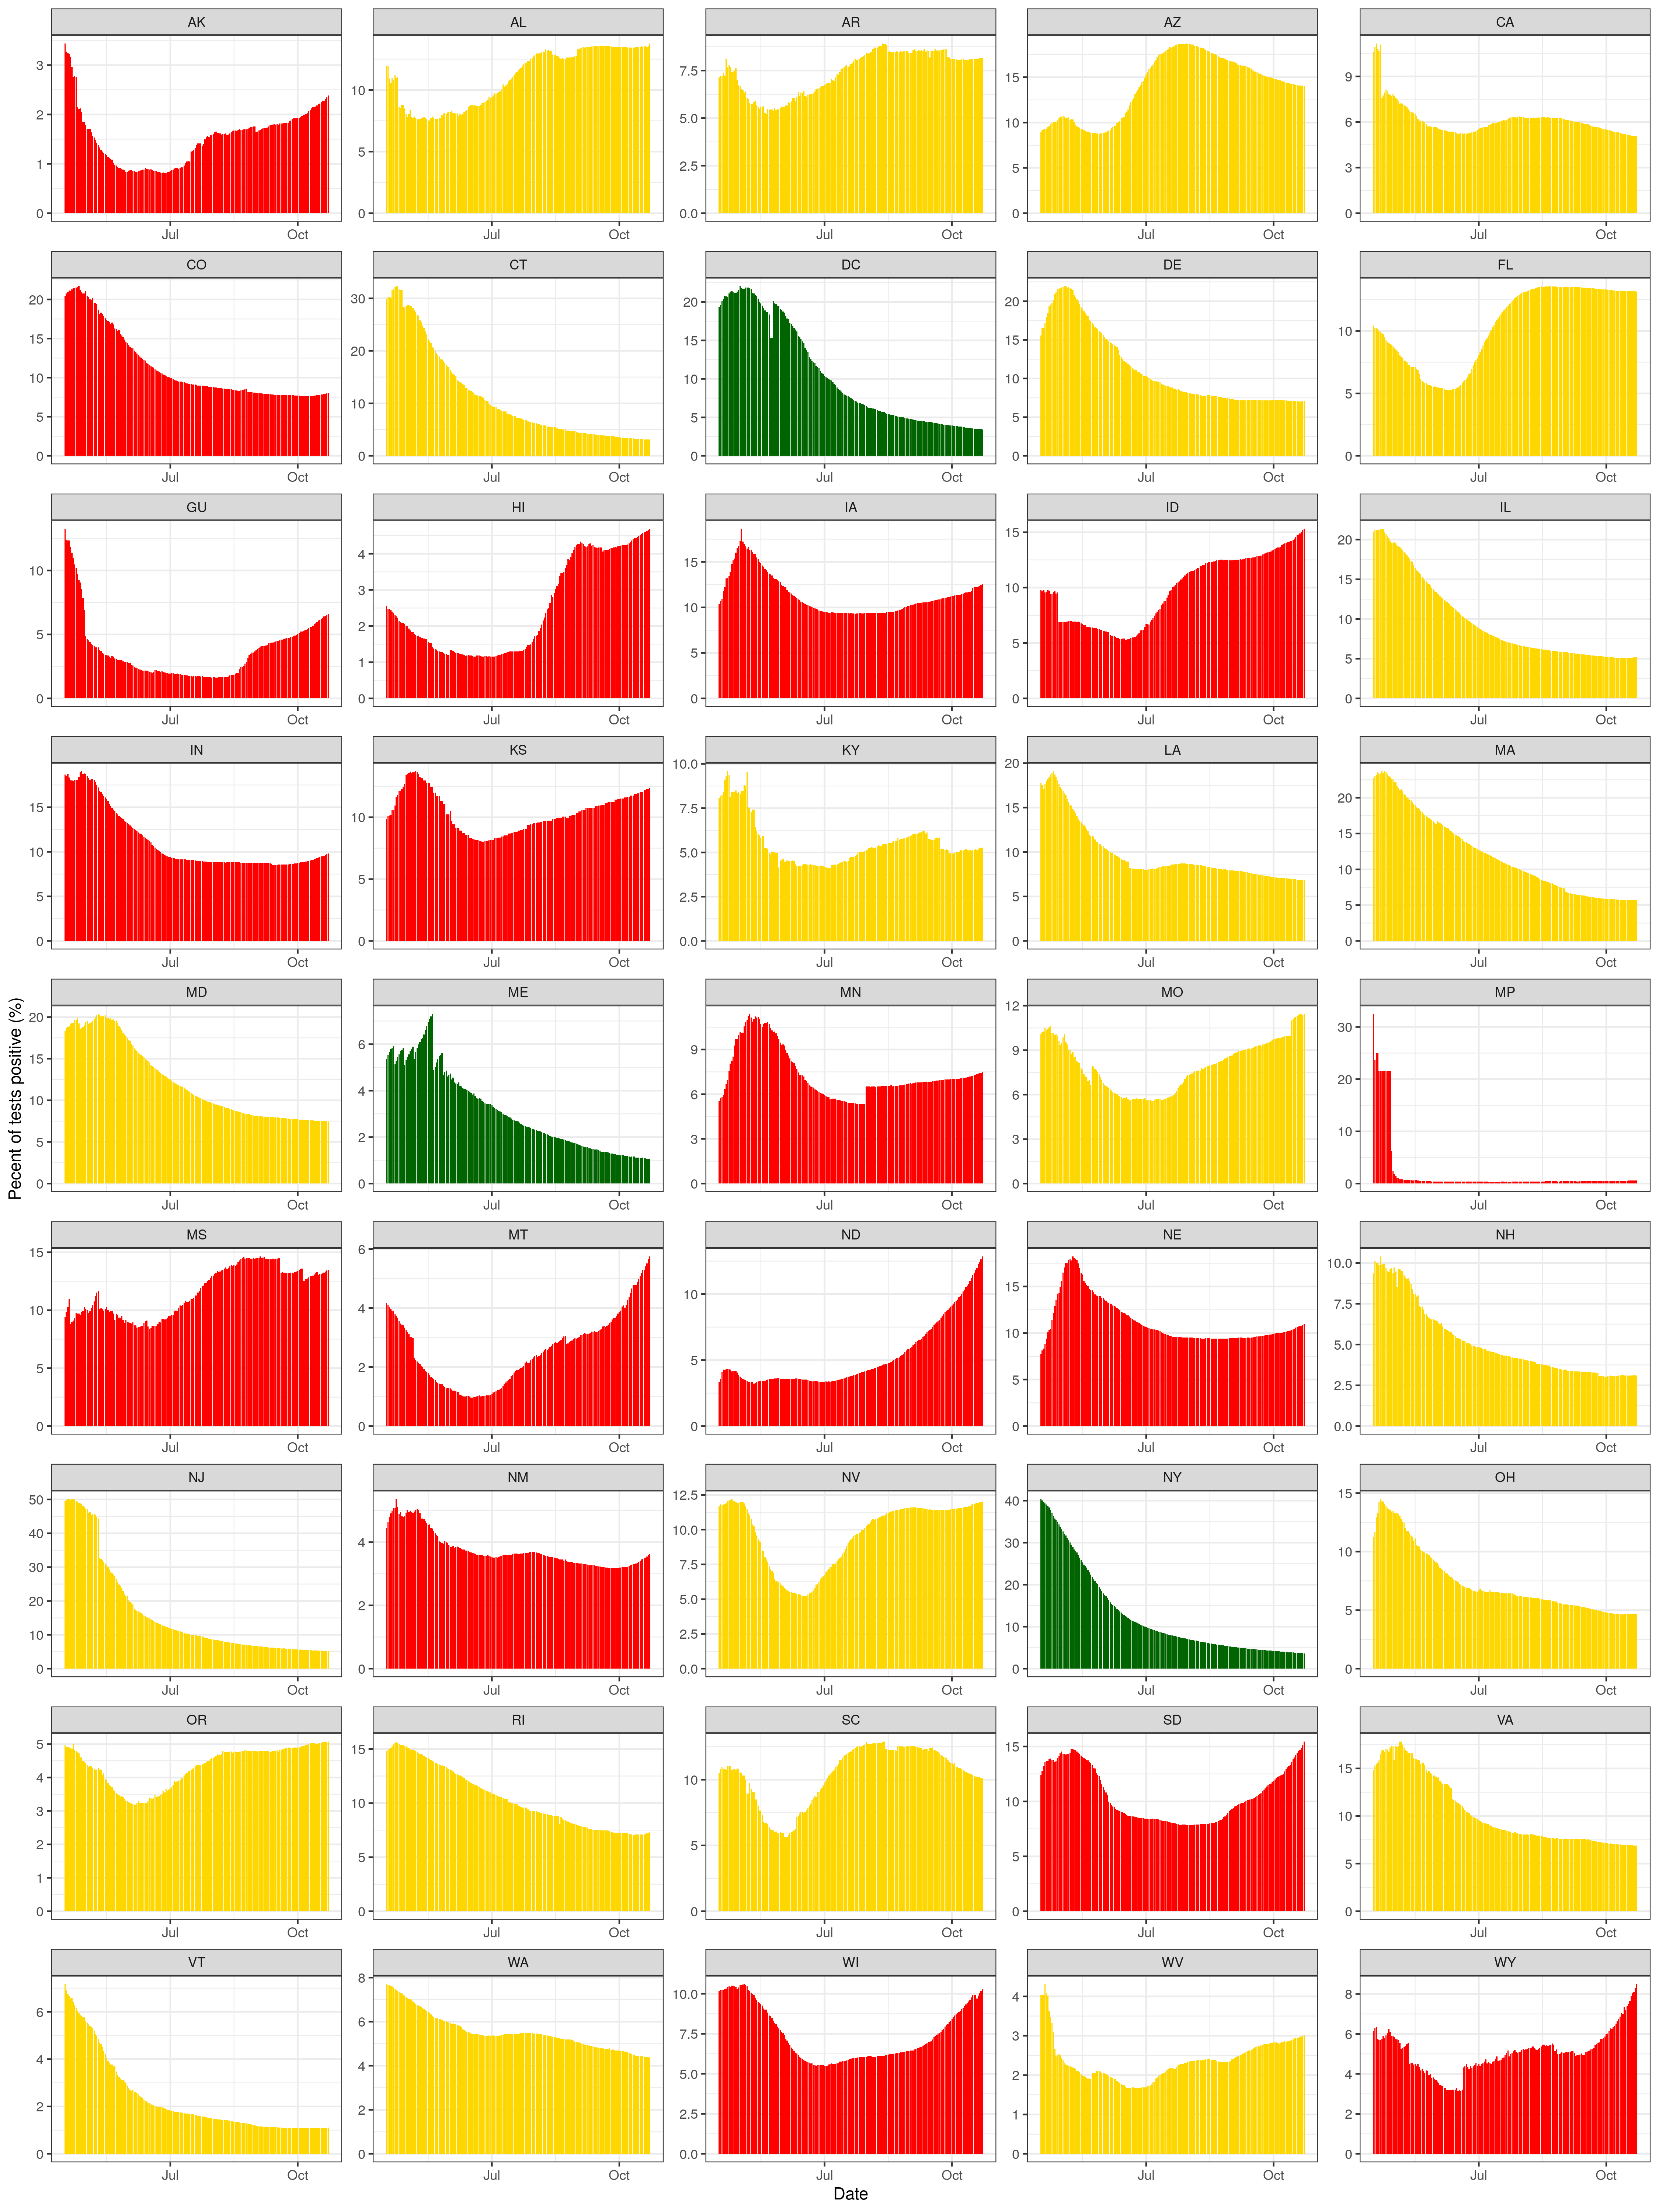 AK
3
2
1
0
Jul Oct
AL
10
5
0
Jul Oct
AR
7.5
5.0
2.5
0.0
Jul Oct
AZ
15
10
5
0
Jul Oct
CA
9
6
3
0
Jul Oct
CO
20
15
10
5
0
Jul Oct
CT
30
20
10
0
Jul Oct
DC
20
15
10
5
0
Jul Oct
DE
20
15
10
5
0
Jul Oct
FL
10
5
0
Jul Oct
GU
10
5
0
Jul Oct
HI
4
3
2
1
0
Jul Oct
IA
15
10
5
0
Jul Oct
ID
15
10
5
0
Jul Oct
IL
20
15
10
5
0
Jul Oct
IN
15
10
5
0
Jul Oct
KS
10
5
0
Jul Oct
KY
10.0
7.5
5.0
2.5
0.0
Jul Oct
LA
20
15
10
5
0
Jul Oct
MA
20
15
10
5
0
Jul Oct
Pecent of tests positive (%)
MD
20
15
10
5
0
Jul Oct
ME
6
4
2
0
Jul Oct
MN
9
6
3
0
Jul Oct
MO
12
9
6
3
0
Jul Oct
MP
30
20
10
0
Jul Oct
MS
15
10
5
0
Jul Oct
MT
6
4
2
0
Jul Oct
ND
10
5
0
Jul Oct
NE
15
10
5
0
Jul Oct
NH
10.0
7.5
5.0
2.5
0.0
Jul Oct
NJ
50
40
30
20
10
0
Jul Oct
NM
4
2
0
Jul Oct
NV
12.5
10.0
7.5
5.0
2.5
0.0
Jul Oct
NY
40
30
20
10
0
Jul Oct
OH
15
10
5
0
Jul Oct
OR
5
4
3
2
1
0
Jul Oct
RI
15
10
5
0
Jul Oct
SC
10
5
0
Jul Oct
SD
15
10
5
0
Jul Oct
VA
15
10
5
0
Jul Oct
VT
6
4
2
0
Jul Oct
WA
8
6
4
2
0
Jul Oct
WI
10.0
7.5
5.0
2.5
0.0
Jul Oct
WV
4
3
2
1
0
Jul Oct
WY
8
6
4
2
0
Jul Oct
Date